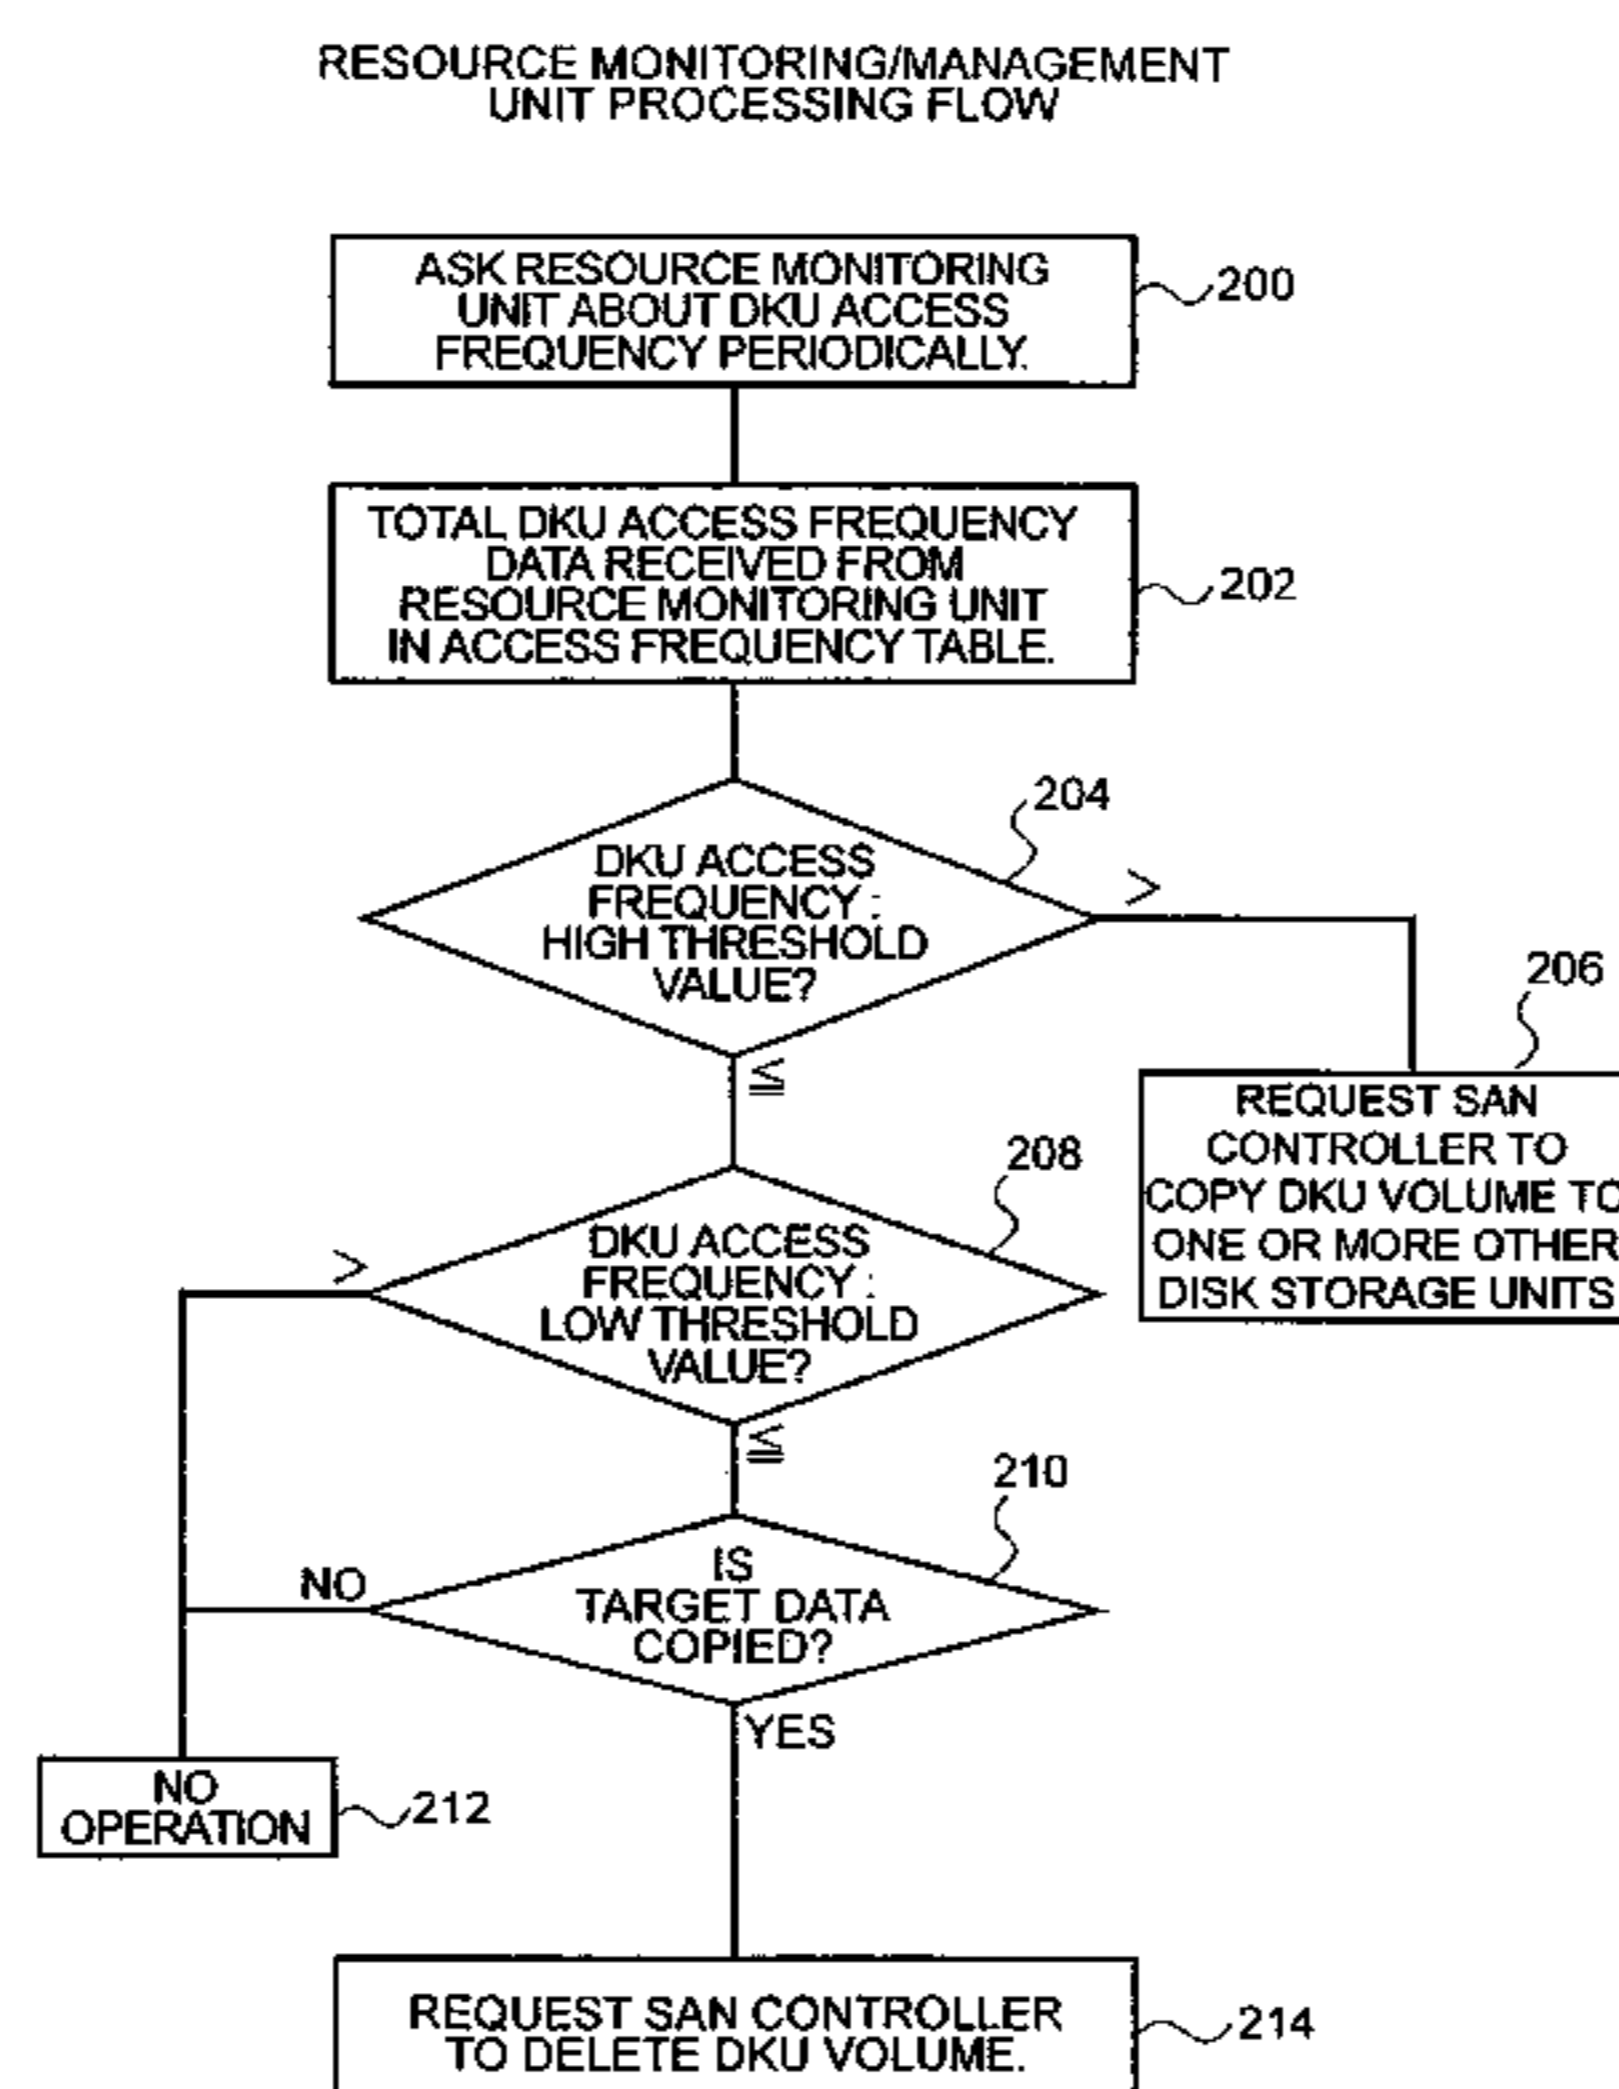 RESOURCE MONITORING/MANAGEMENT
UNIT PROCESSING FLOW
ASK RESOURCE MONITORING
UNIT ABOUT DKU ACCESS
FREQUENCY PERIODICALLY.
200
TOTAL DKU ACCESS FREQUENCY
DATA RECEIVED FROM
RESOURCE MONITORING UNIT
IN ACCESS FREQUENCY TABLE.
202
204
DKU ACCESS
FREQUENCY :
HIGH THRESHOLD
VALUE?
>
≦
206
REQUEST SAN
CONTROLLER TO
COPY DKU VOLUME TO
ONE OR MORE OTHER
DISK STORAGE UNITS
208
DKU ACCESS
FREQUENCY :
LOW THRESHOLD
VALUE?
>
≦
210
IS
TARGET DATA
COPIED?
NO
YES
NO
OPERATION
212
REQUEST SAN CONTROLLER
TO DELETE DKU VOLUME.
214